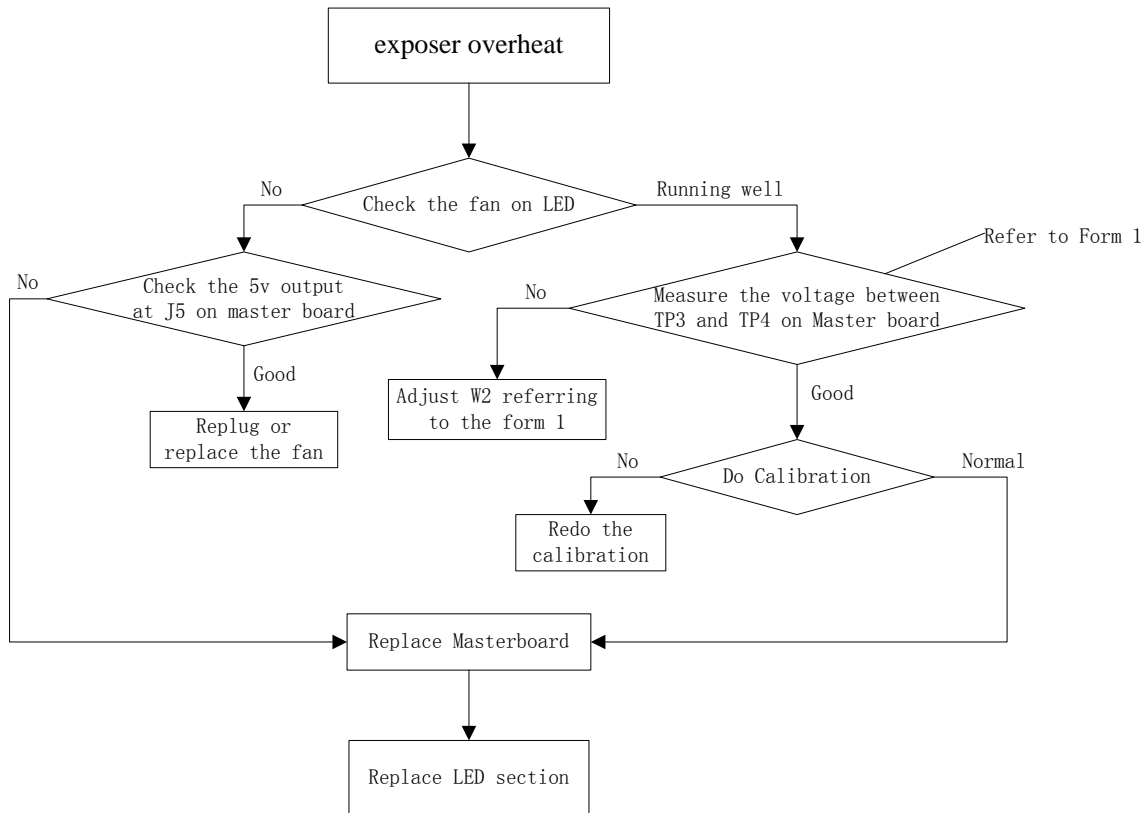 exposer overheat
No
Check the fan on LED
Running well
Refer to Form 1
No
Check the 5v output
at J5 on master board
No
Measure the voltage between
TP3 and TP4 on Master board
Good
Replug or
replace the fan
Adjust W2 referring
to the form 1
Good
No
Do Calibration
Normal
Redo the
calibration
Replace Masterboard
Replace LED section